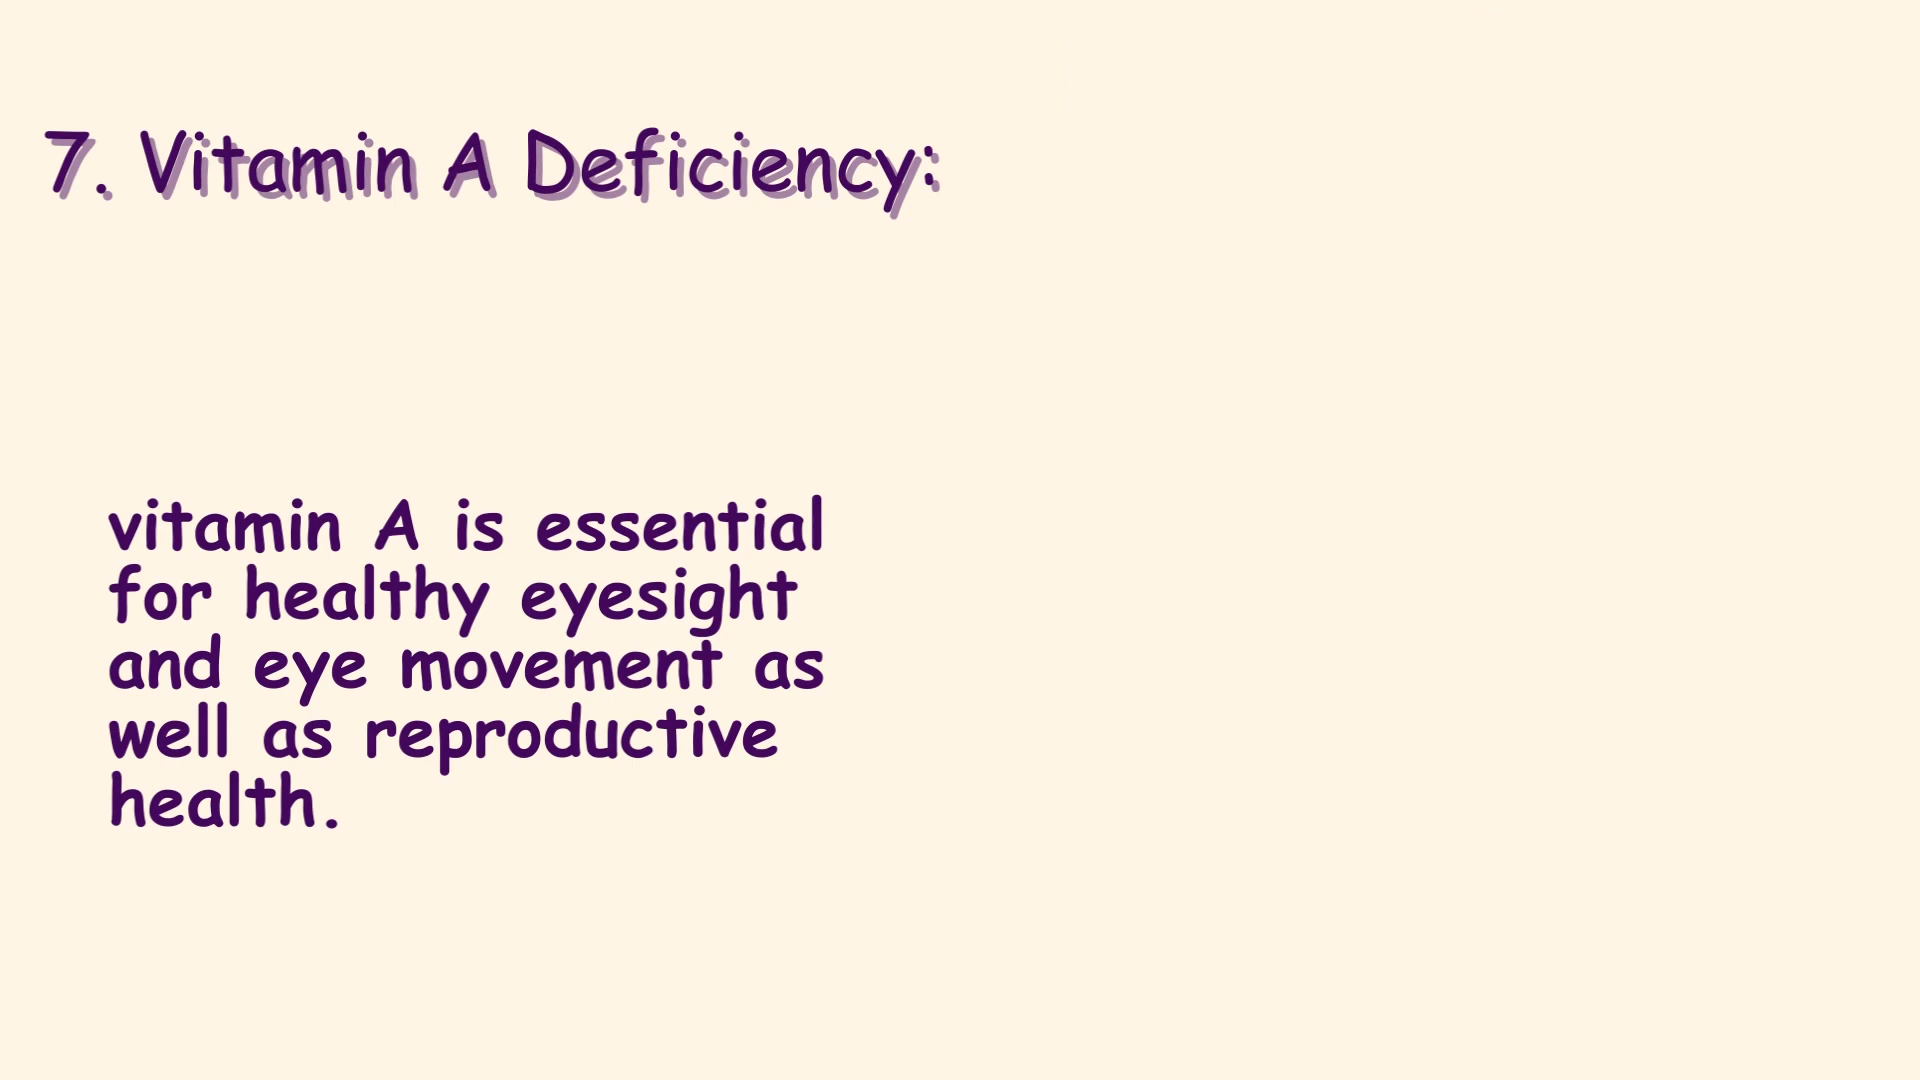 7. Vitamin A Deficiency:
vitamin A is essential
for healthy eyesight
and eye movement as
well as reproductive
health.